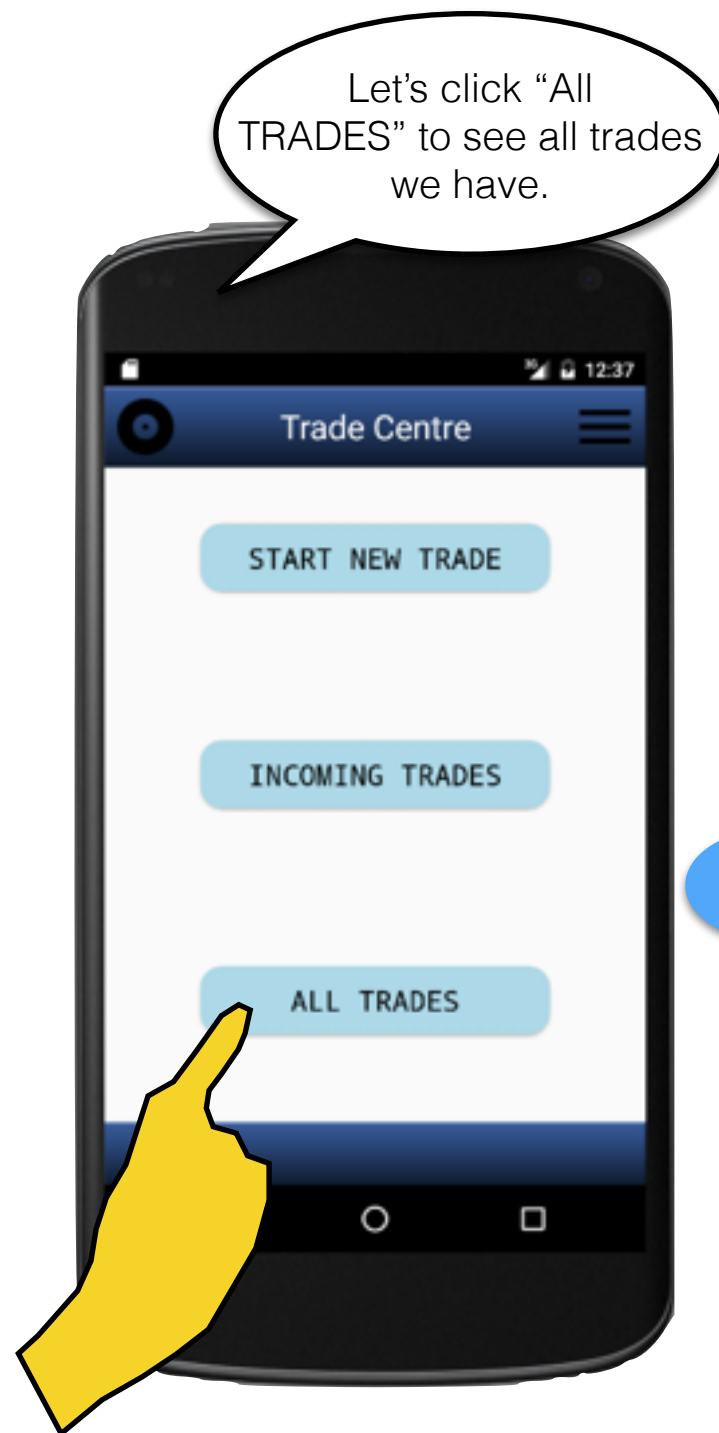 Let's click “All
TRADES” to see all trades
we have.
12:37
Trade Centre
START NEW TRADE
INCOMING TRADES
ALL TRADES